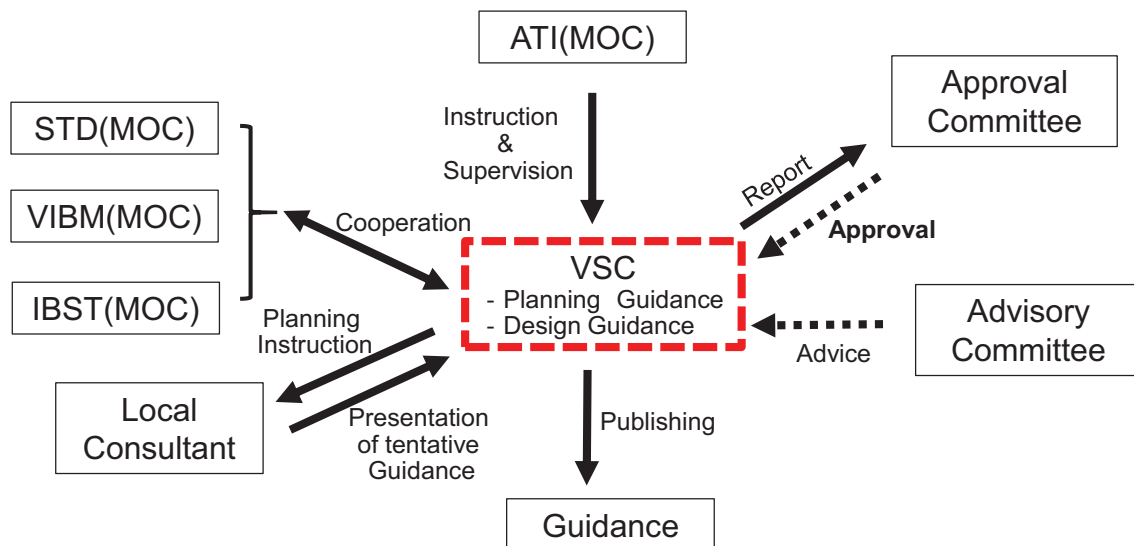 ATI(MOC)
Approval
Committee
Instruction
&
Supervision
STD(MOC)
VIBM(MOC)
IBST(MOC)
Cooperation
Report
Approval
VSC
- Planning Guidance
- Design Guidance
Advisory
Committee
Advice
Planning
Instruction
Local
Consultant
Presentation
of tentative
Guidance
Publishing
Guidance